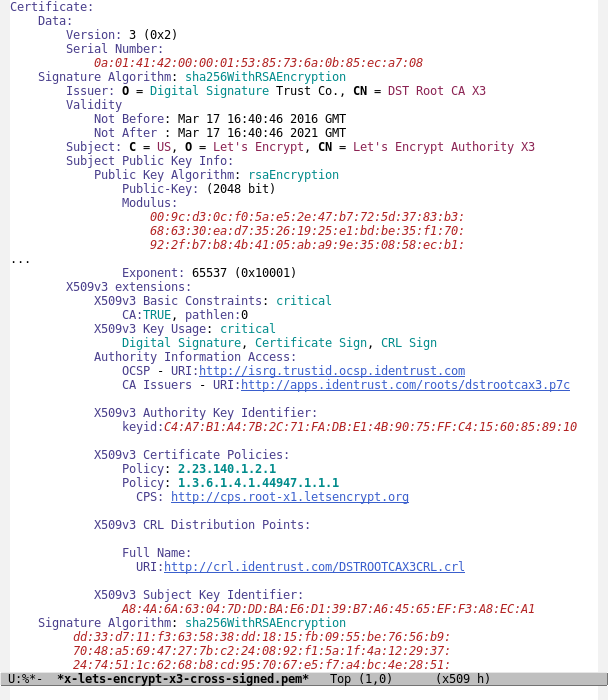 Certificate:
Data:
Version: 3 (0x2)
Serial Number:
0a:01:41:42:00:00:01:53:85:73:6a:0b:85:ec:a7:08
Signature Algorithm: sha256WithRSAEncryption
Issuer: O = Digital Signature Trust Co., CN = DST Root CA X3
Validity
Not Before: Mar 17 16:40:46 2016 GMT
Not After : Mar 17 16:40:46 2021 GMT
Subject: C = US, O = Let's Encrypt, CN = Let's Encrypt Authority X3
Subject Public Key Info:
Public Key Algorithm: rsaEncryption
Public-Key: (2048 bit)
Modulus:
00:9c:d3:0c:f0:5a:e5:2e:47:b7:72:5d:37:83:b3:
68:63:30:ea:d7:35:26:19:25:e1:bd:be:35:f1:70:
92:2f:b7:b8:4b:41:05:ab:a9:9e:35:08:58:ec:b1:
...
Exponent: 65537 (0x10001)
X509v3 extensions:
X509v3 Basic Constraints: critical
CA:TRUE, pathlen:0
X509v3 Key Usage: critical
Digital Signature, Certificate Sign, CRL Sign
Authority Information Access:
OCSP - URI:http://isrg.trustid.ocsp.identrust.com
CA Issuers - URI:http://apps.identrust.com/roots/dstrootcax3.p7c
X509v3 Authority Key Identifier:
keyid:C4:A7:B1:A4:7B:2C:71:FA:DB:E1:4B:90:75:FF:C4:15:60:85:89:10
X509v3 Certificate Policies:
Policy: 2.23.140.1.2.1
Policy: 1.3.6.1.4.1.44947.1.1.1
CPS: http://cps.root-x1.letsencrypt.org
X509v3 CRL Distribution Points:
Full Name:
URI:http://crl.identrust.com/DSTROOTCAX3CRL.crl
X509v3 Subject Key Identifier:
A8:4A:6A:63:04:7D:DD:BA:E6:D1:39:B7:A6:45:65:EF:F3:A8:EC:A1
Signature Algorithm: sha256WithRSAEncryption
dd:33:d7:11:f3:63:58:38:dd:18:15:fb:09:55:be:76:56:b9:
70:48:a5:69:47:27:7b:c2:24:08:92:f1:5a:1f:4a:12:29:37:
24:74:51:1c:62:68:b8:cd:95:70:67:e5:f7:a4:bc:4e:28:51:
U:%*- *x-lets-encrypt-x3-cross-signed.pem* Top (1,0) (x509 h)